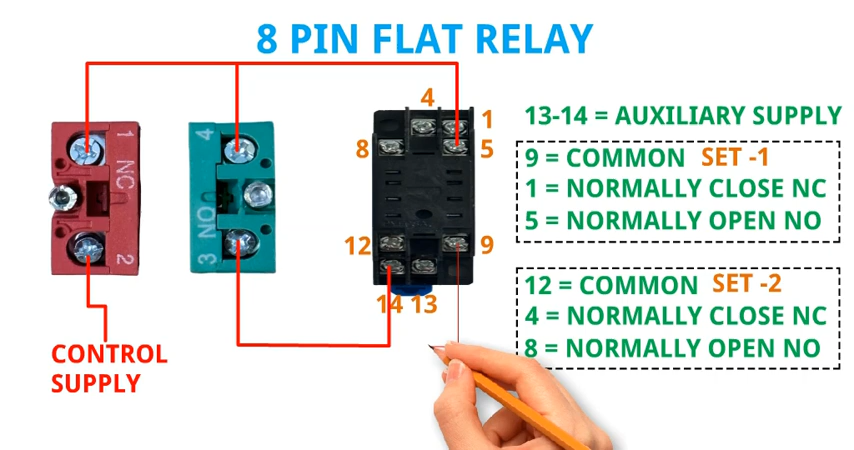 8 PIN FLAT RELAY
4
1
8
5
12
9
14 13
1
NC
2
4
NO
3
CONTROL
SUPPLY
13-14 = AUXILIARY SUPPLY
9 = COMMON SET -1
1 = NORMALLY CLOSE NC
5 = NORMALLY OPEN NO
12 = COMMON SET -2
4 = NORMALLY CLOSE NC
8 = NORMALLY OPEN NO